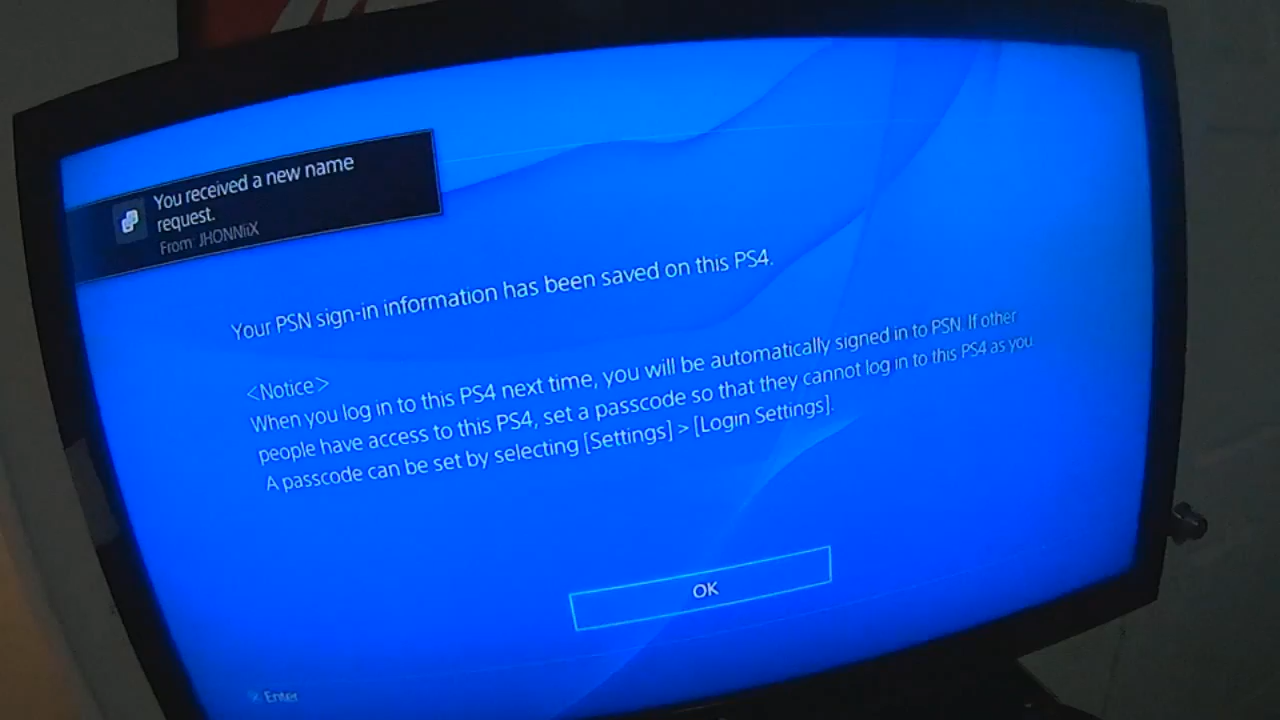 You received a new name
request.
From: JHONNiiX
Your PSN sign-in information has been saved on this PS4.
<Notice>
When you log in to this PS4 next time, you will be automatically signed in to PSN. If other
people have access to this PS4, set a passcode so that they cannot log in to this PS4 as you.
A passcode can be set by selecting [Settings] > [Login Settings].
OK
Enter